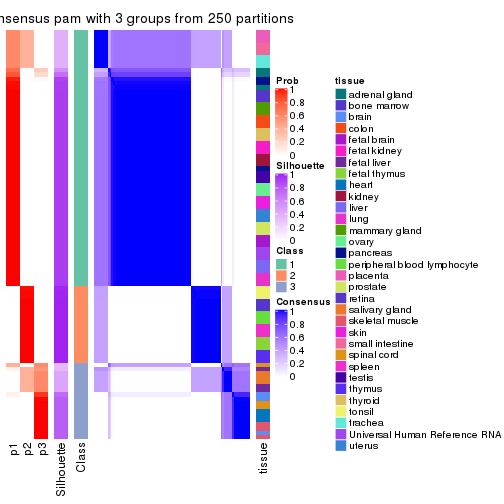 nsensus pam with 3 groups from 250 partitions
Prob
1
0.8
0.6
0.4
0.2
0
Silhouette
1
0.8
0.6
0.4
0.2
0
Class
1
2
3
Consensus
1
0.8
0.6
0.4
0.2
0
tissue
adrenal gland
bone marrow
brain
colon
fetal brain
fetal kidney
fetal liver
fetal thymus
heart
kidney
liver
lung
mammary gland
ovary
pancreas
peripheral blood lymphocyte
placenta
prostate
retina
salivary gland
skeletal muscle
skin
small intestine
spinal cord
spleen
testis
thymus
thyroid
tonsil
trachea
Universal Human Reference RNA
uterus
p1
p2
p3
Silhouette
Class
tissue